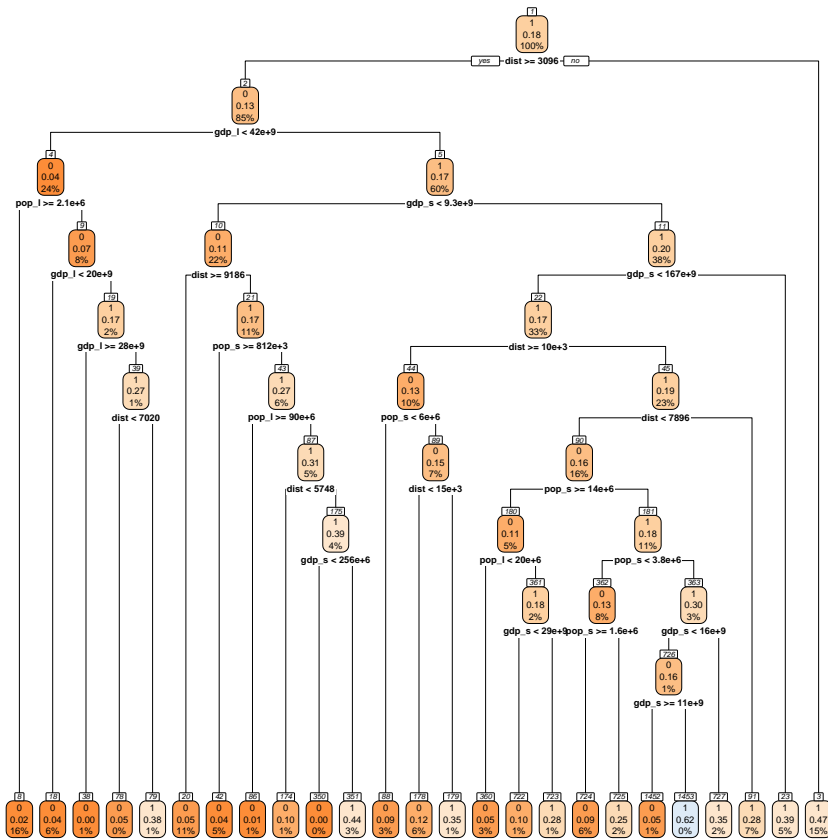 1
1
0.18
100%
yes dist >= 3096 no
2
0
0.13
85%
gdp_l < 42e+9
4 5
0 1
0.04 0.17
24% 60%
pop_l >= 2.1e+6 gdp_s < 9.3e+9
9 10 11
0 0 1
0.07 0.11 0.20
8% 22% 38%
gdp_l < 20e+9 dist >= 9186 gdp_s < 167e+9
19 21 22
1 1 1
0.17 0.17 0.17
2% 11% 33%
gdp_l >= 28e+9 pop_s >= 812e+3 dist >= 10e+3
39 43 44 45
1 1 0 1
0.27 0.27 0.13 0.19
1% 6% 10% 23%
dist < 7020 pop_l >= 90e+6 pop_s < 6e+6 dist < 7896
87 89 90
1 0 0
0.31 0.15 0.16
5% 7% 16%
dist < 5748 dist < 15e+3 pop_s >= 14e+6
175 180 181
1 0 1
0.39 0.11 0.18
4% 5% 11%
gdp_s < 256e+6 pop_l < 20e+6 pop_s < 3.8e+6
361 362 363
1 0 1
0.18 0.13 0.30
2% 8% 3%
gdp_s < 29e+9 pop_s >= 1.6e+6 gdp_s < 16e+9
726
0
0.16
1%
gdp_s >= 11e+9
8 18 38 78 79 20 42 86 174 350 351 88 178 179 360 722 723 724 725 1452 1453 727 91 23 3
0 0 0 0 1 0 0 0 0 0 1 0 0 1 0 0 1 0 1 0 1 1 1 1 1
0.02 0.04 0.00 0.05 0.38 0.05 0.04 0.01 0.10 0.00 0.44 0.09 0.12 0.35 0.05 0.10 0.28 0.09 0.25 0.05 0.62 0.35 0.28 0.39 0.47
16% 6% 1% 0% 1% 11% 5% 1% 1% 0% 3% 3% 6% 1% 3% 1% 1% 6% 2% 1% 0% 2% 7% 5% 15%